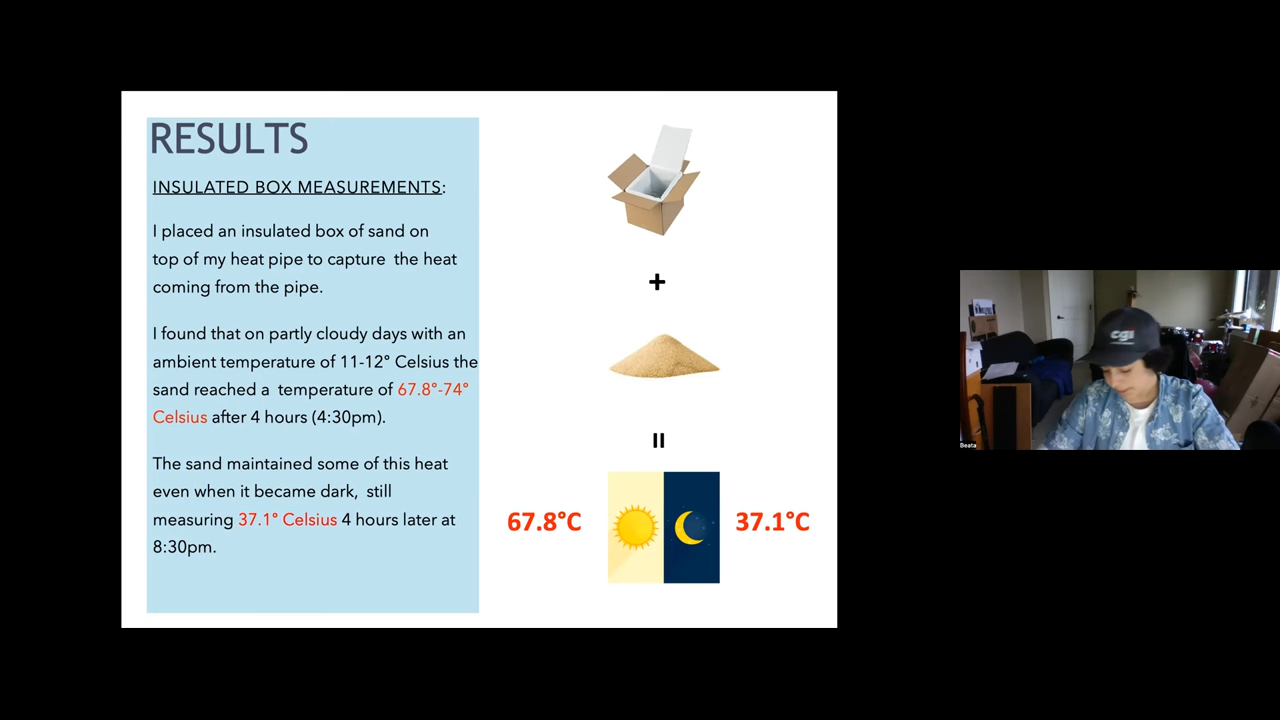 RESULTS
INSULATED BOX MEASUREMENTS:
I placed an insulated box of sand on
top of my heat pipe to capture the heat
coming from the pipe.
I found that on partly cloudy days with an
ambient temperature of 11-12° Celsius the
sand reached a temperature of 67.8°-74°
Celsius after 4 hours (4:30pm).
The sand maintained some of this heat
even when it became dark, still
measuring 37.1° Celsius 4 hours later at
8:30pm.
+
=
67.8°C
37.1°C
cgi
Beata